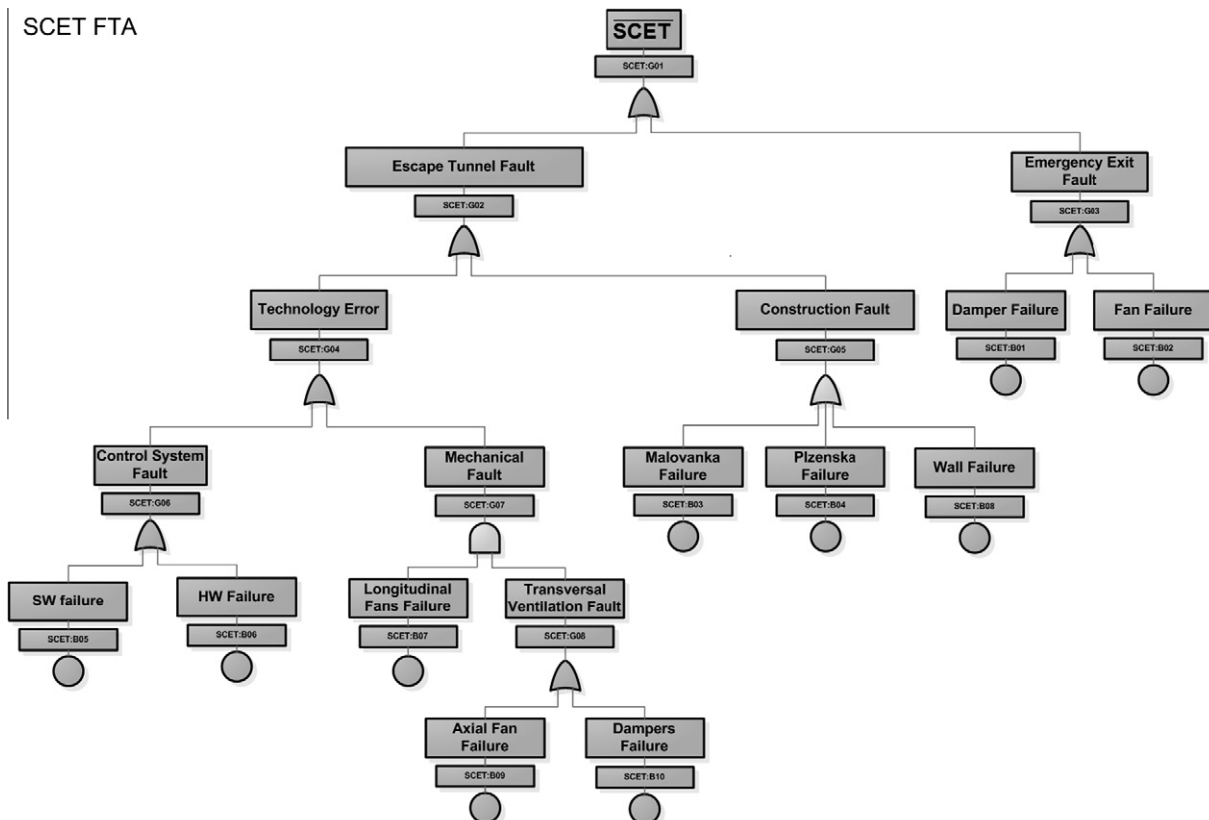 SCET FTA
SCET
SCET:G01
Escape Tunnel Fault
SCET:G02
Emergency Exit
Fault
SCET:G03
Technology Error
SCET:G04
Construction Fault
SCET:G05
Damper Failure
SCET:B01
Fan Failure
SCET:B02
Control System
Fault
SCET:G06
Mechanical
Fault
SCET:G07
Malovanka
Failure
SCET:B03
Plzenska
Failure
SCET:B04
Wall Failure
SCET:B08
SW failure
SCET:B05
HW Failure
SCET:B06
Longitudinal
Fans Failure
SCET:B07
Transversal
Ventilation Fault
SCET:G08
Axial Fan
Failure
SCET:B09
Dampers
Failure
SCET:B10